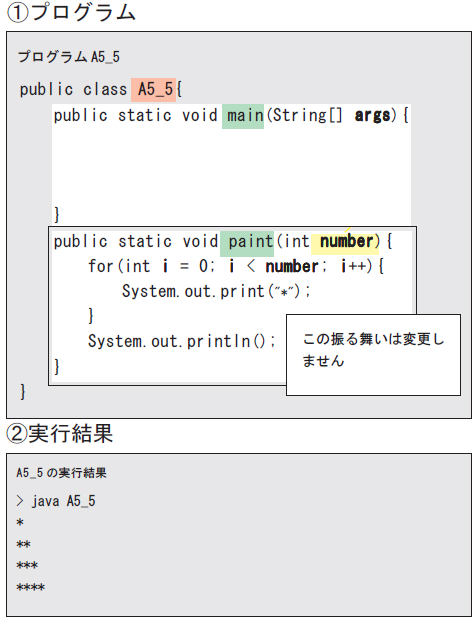 ①プログラム
プログラム A5_5
public class A5_5{
public static void main(String[] args){
}
public static void paint(int number){
for(int i = 0; i < number; i++){
System.out.print("*");
}
System.out.println();
}
}
この振る舞いは変更し
ません
②実行結果
A5_5 の実行結果
> java A5_5
*
**
***
****